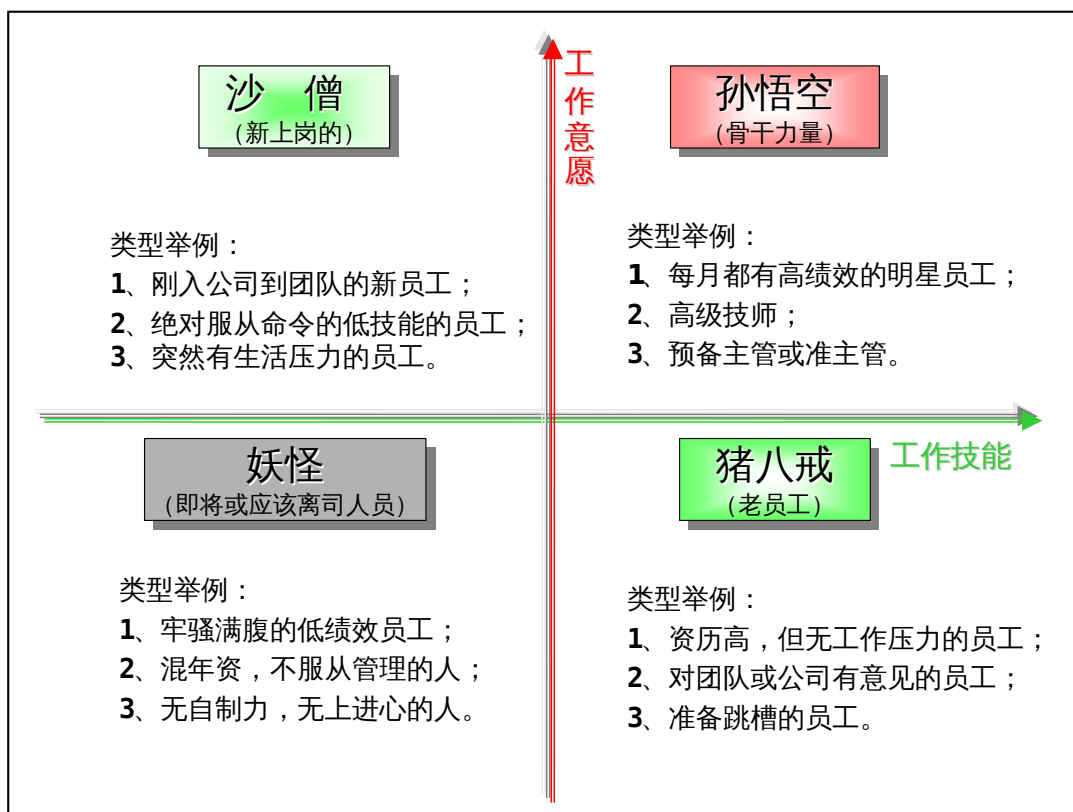 工
作
意
愿
沙 僧
（新上岗的）
类型举例：
1、刚入公司到团队的新员工；
2、绝对服从命令的低技能的员工；
3、突然有生活压力的员工。
孙悟空
（骨干力量）
类型举例：
1、每月都有高绩效的明星员工；
2、高级技师；
3、预备主管或准主管。
工作技能
妖怪
（即将或应该离司人员）
类型举例：
1、牢骚满腹的低绩效员工；
2、混年资，不服从管理的人；
3、无自制力，无上进心的人。
猪八戒
（老员工）
类型举例：
1、资历高，但无工作压力的员工；
2、对团队或公司有意见的员工；
3、准备跳槽的员工。